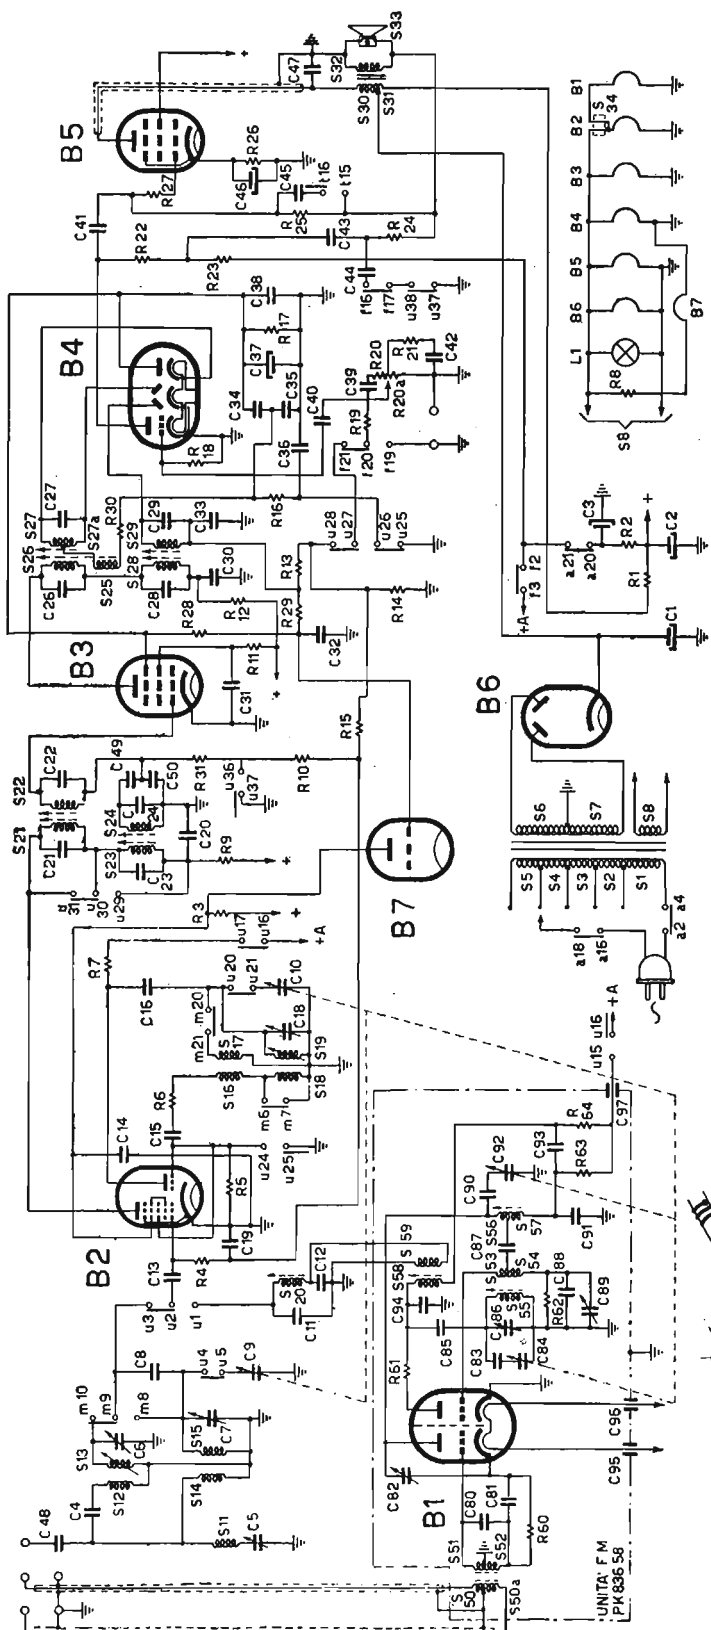 B5
S33
C47
S32
S30
S31
R27
R26
C46
C45
t16
t15
R25
C41
R22
R23
C43
R24
C44
f16
f17
u38
u37
B4
C38
R17
C37
C34
C35
C36
C40
R18
C39
R20
R21
R20a
R19
C42
f21
f20
f19
S27
C27
S26
S27a
R30
S25
C26
S29
C29
C33
S28
C28
C30
R16
R12
R28
R13
R29
u28
u27
u26
u25
R14
C32
B3
R11
C31
+
R15
S22
C22
C49
C50
S21
C21
S24
C24
S23
C23
C20
R31
R10
R9
u36
u37
u31
u30
u29
+
R3
u17
u16
+
+A
R7
C16
m20
m21
u20
u21
C10
C18
S17
S19
S16
S18
m6
m7
R6
C15
C14
u24
u25
R5
C19
B2
C13
R4
u3
u2
u1
S20
C12
C11
C8
u4
u5
C9
m10
m9
m8
S13
C6
S15
C7
S12
S14
C4
C48
S11
C5
B7
B1
B2
S34
B3
B4
B5
B6
L1
R8
S8
B7
+A
f3
f2
a21
a20
C3
R2
R1
+
C2
C1
B6
S6
S7
S8
S5
S4
S3
S2
S1
a18
a16
a2
a4
u15
u16
+A
C97
R64
R63
C93
C92
C90
S56
S57
C91
C87
S53
S54
S55
C88
C89
R62
C86
C83
C84
S59
S58
C94
C85
R61
C82
B1
C80
C81
R60
S51
S52
S50
S50a
C96
C95
UNITA' FM
PK 836 58